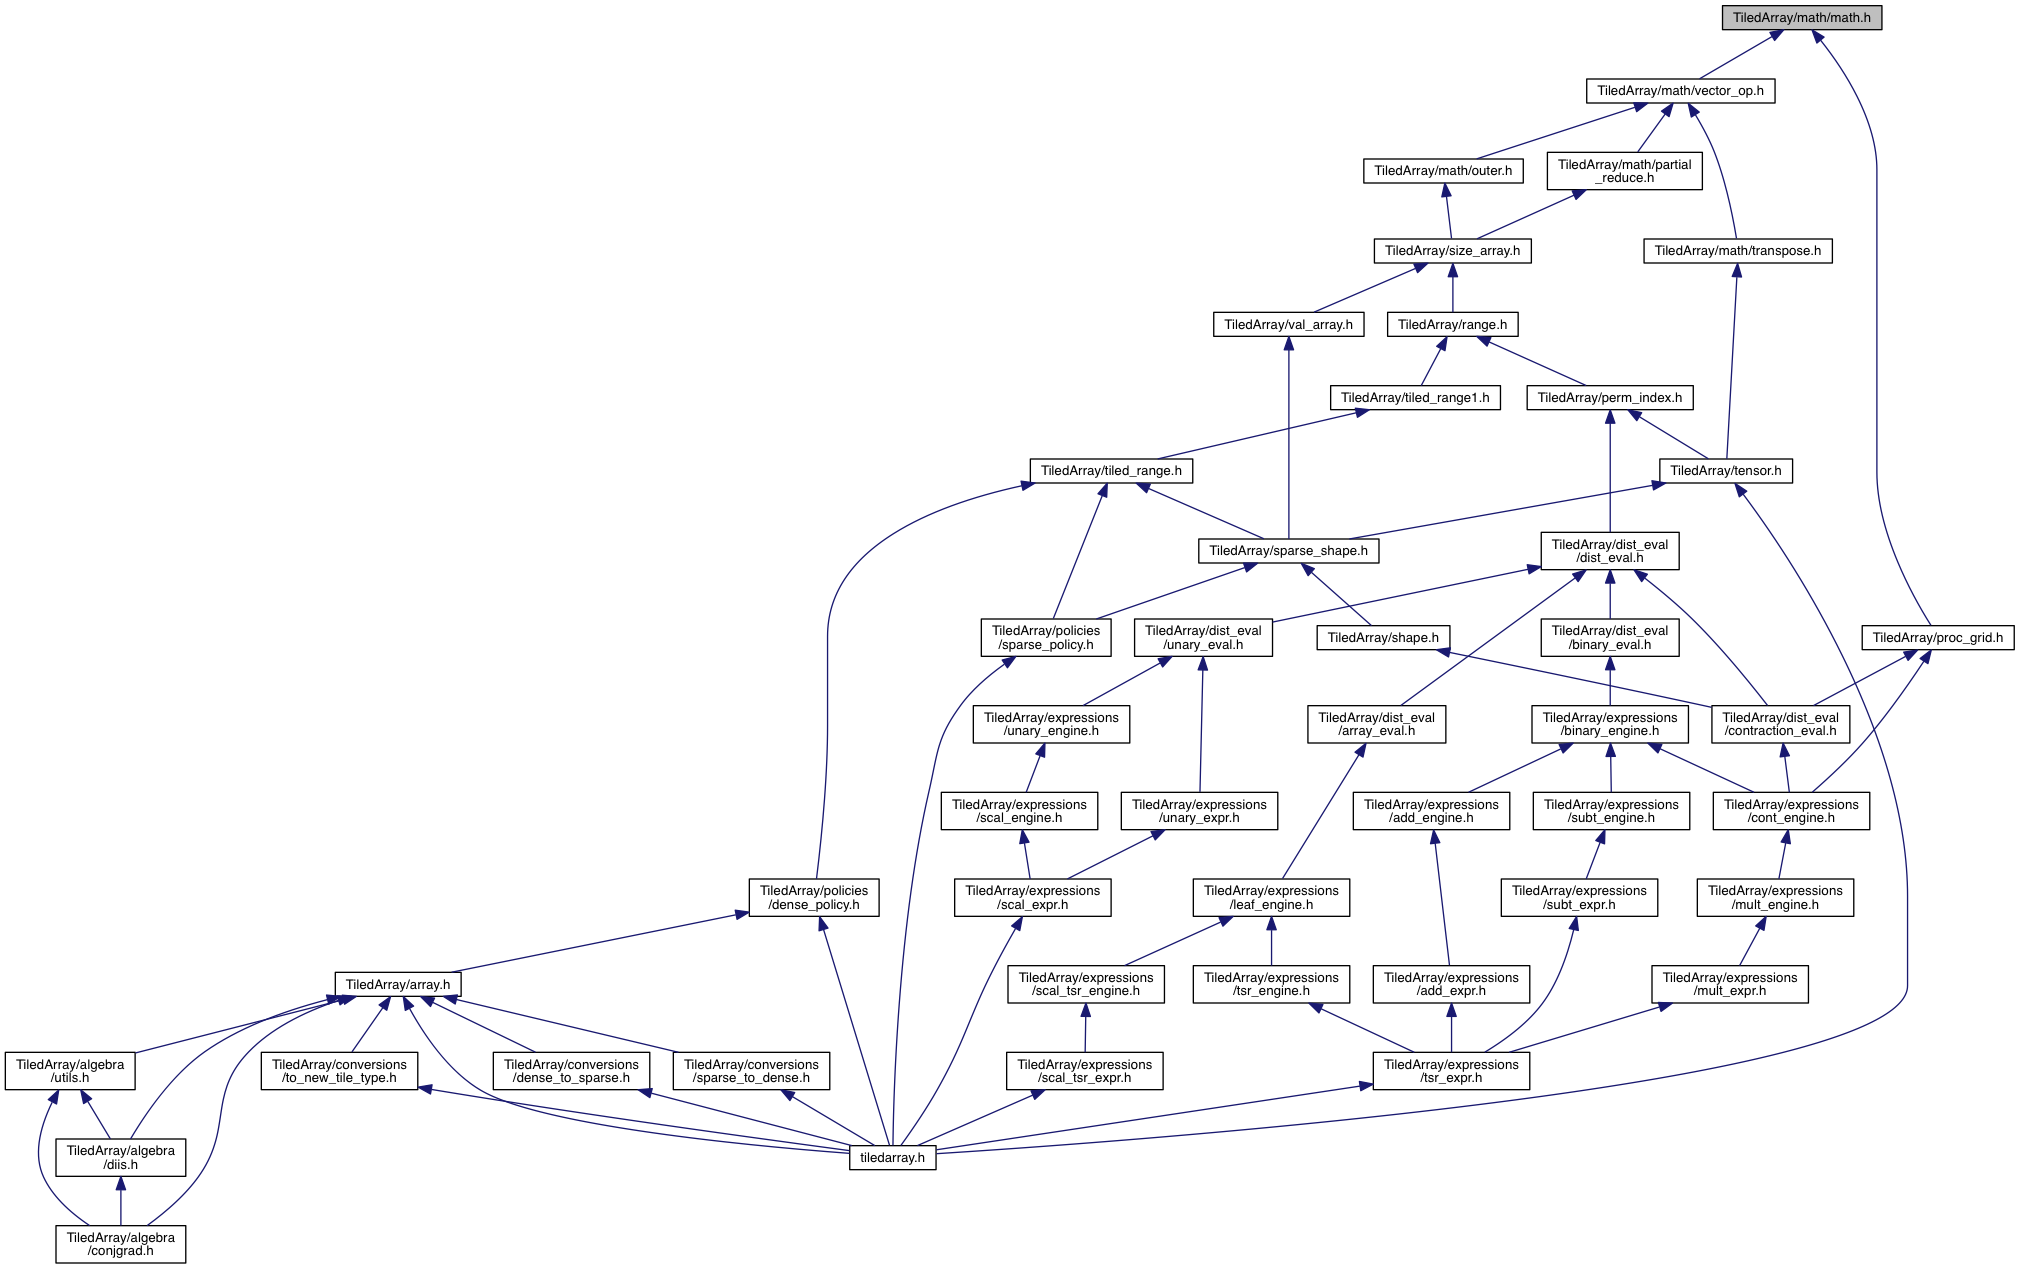 TiledArray/math/math.h
TiledArray/math/vector_op.h
TiledArray/math/outer.h
TiledArray/math/partial
_reduce.h
TiledArray/size_array.h
TiledArray/math/transpose.h
TiledArray/val_array.h
TiledArray/range.h
TiledArray/tiled_range1.h
TiledArray/perm_index.h
TiledArray/tiled_range.h
TiledArray/tensor.h
TiledArray/sparse_shape.h
TiledArray/dist_eval
/dist_eval.h
TiledArray/policies
/sparse_policy.h
TiledArray/dist_eval
/unary_eval.h
TiledArray/shape.h
TiledArray/dist_eval
/binary_eval.h
TiledArray/proc_grid.h
TiledArray/expressions
/unary_engine.h
TiledArray/dist_eval
/array_eval.h
TiledArray/expressions
/binary_engine.h
TiledArray/dist_eval
/contraction_eval.h
TiledArray/expressions
/scal_engine.h
TiledArray/expressions
/unary_expr.h
TiledArray/expressions
/add_engine.h
TiledArray/expressions
/subt_engine.h
TiledArray/expressions
/cont_engine.h
TiledArray/policies
/dense_policy.h
TiledArray/expressions
/scal_expr.h
TiledArray/expressions
/leaf_engine.h
TiledArray/expressions
/subt_expr.h
TiledArray/expressions
/mult_engine.h
TiledArray/array.h
TiledArray/expressions
/scal_tsr_engine.h
TiledArray/expressions
/tsr_engine.h
TiledArray/expressions
/add_expr.h
TiledArray/expressions
/mult_expr.h
TiledArray/algebra
/utils.h
TiledArray/conversions
/to_new_tile_type.h
TiledArray/conversions
/dense_to_sparse.h
TiledArray/conversions
/sparse_to_dense.h
TiledArray/expressions
/scal_tsr_expr.h
TiledArray/expressions
/tsr_expr.h
TiledArray/algebra
/diis.h
tiledarray.h
TiledArray/algebra
/conjgrad.h